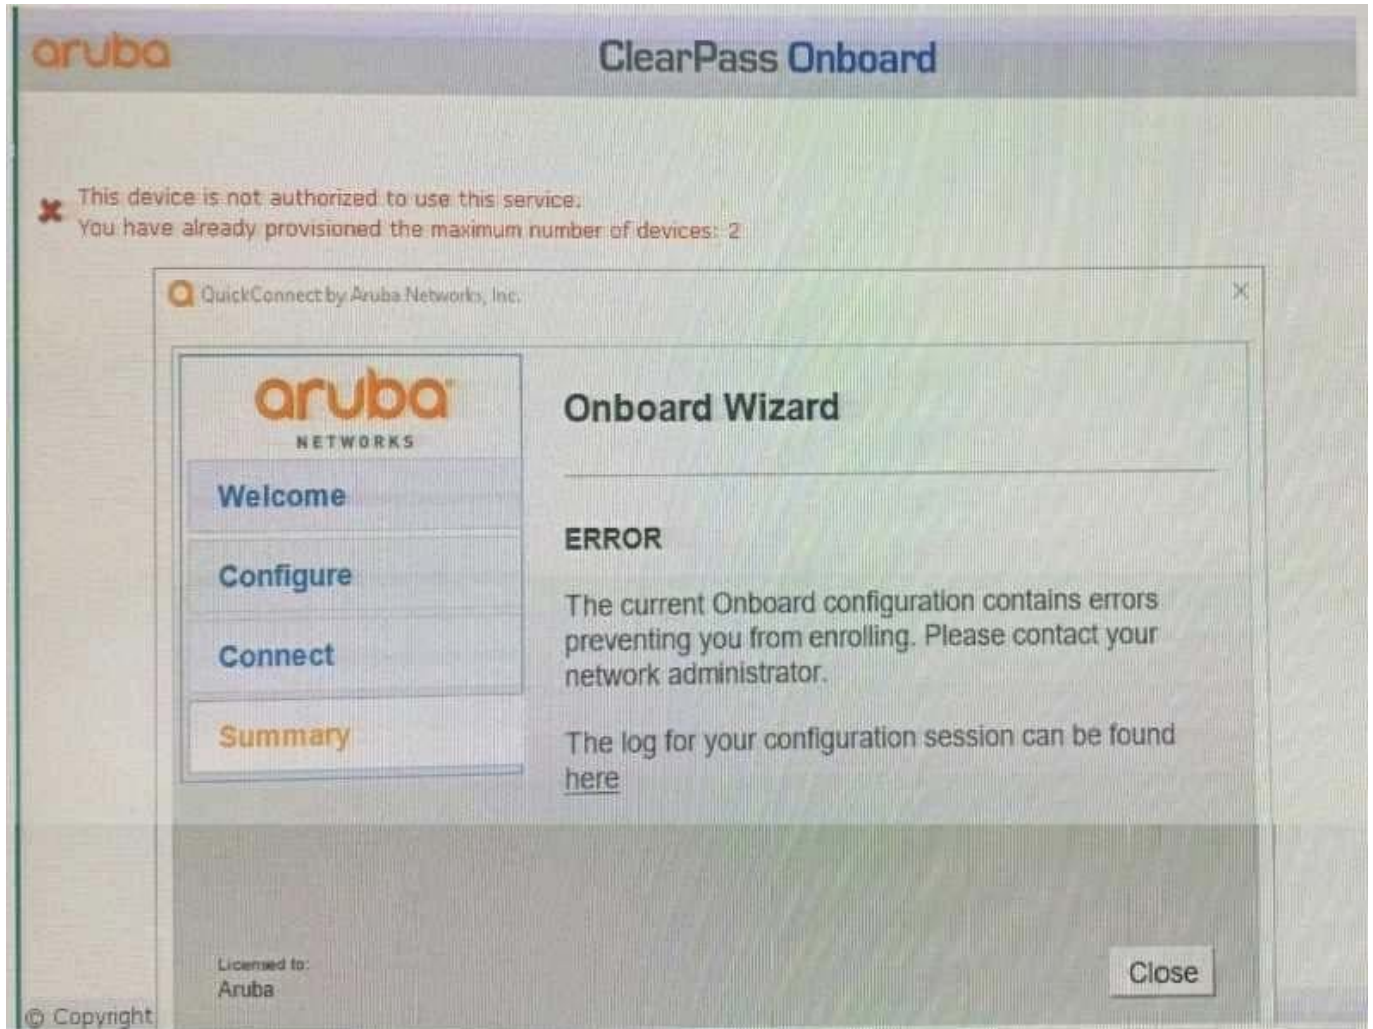 aruba
ClearPass Onboard
This device is not authorized to use this service.
You have already provisioned the maximum number of devices: 2
QuickConnect by Aruba Networks, Inc.
aruba
NETWORKS
Onboard Wizard
Welcome
Configure
Connect
Summary
ERROR
The current Onboard configuration contains errors
preventing you from enrolling. Please contact your
network administrator.
The log for your configuration session can be found
here
Licensed to:
Aruba
Close
© Copyright